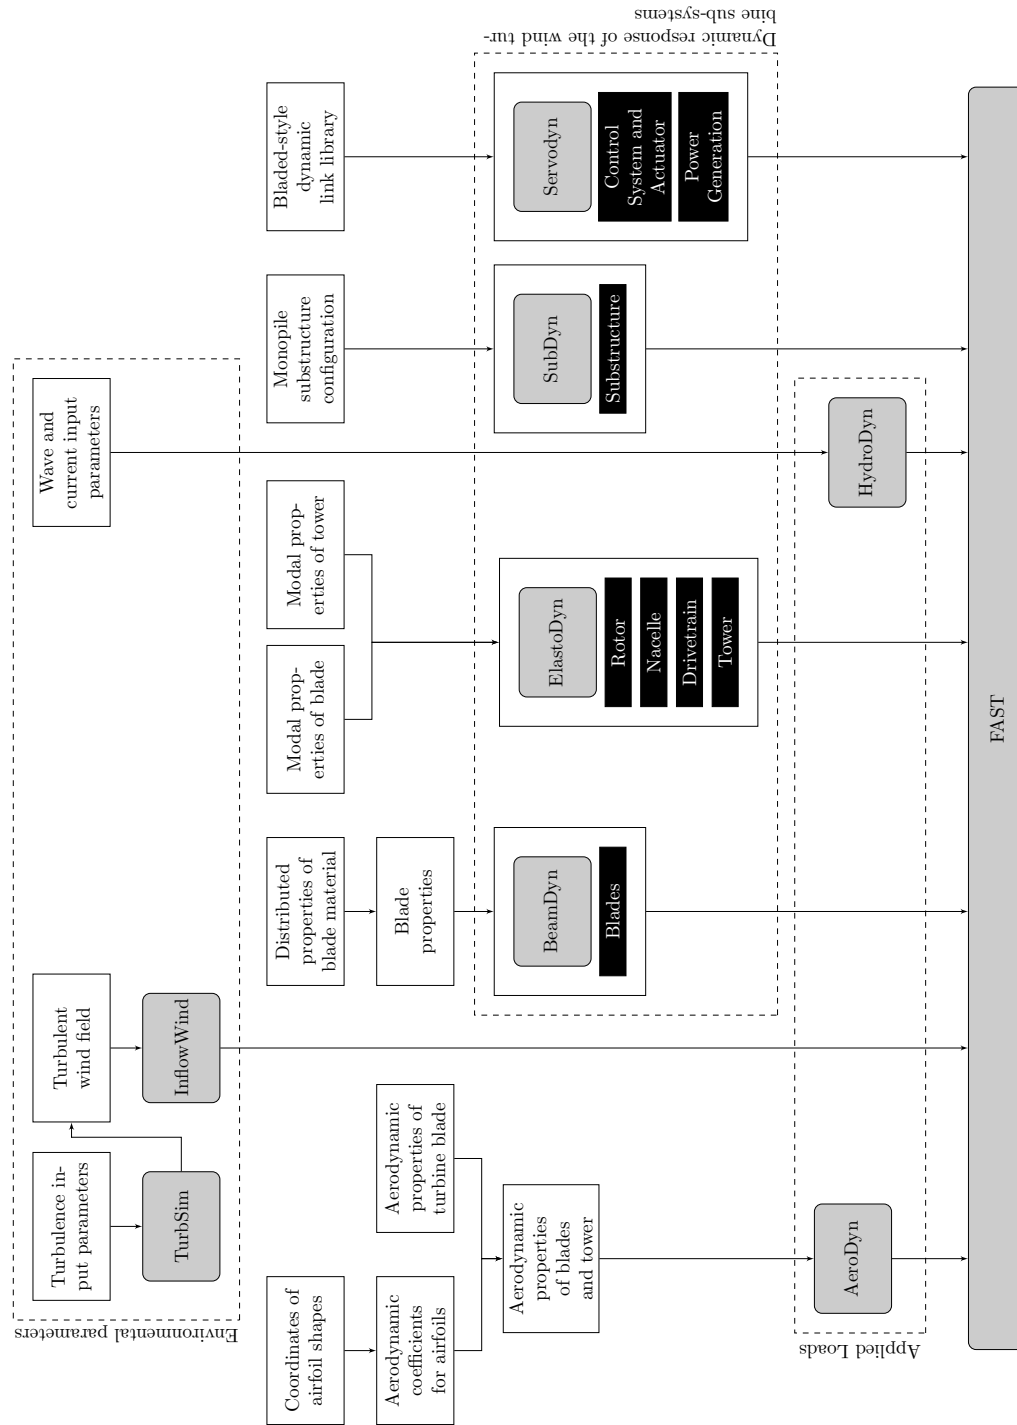 Environmental parameters
Turbulence in-
put parameters
TurbSim
Turbulent
wind field
InflowWind
Wave and
current input
parameters
Coordinates of
airfoil shapes
Aerodynamic
coefficients
for airfoils
Aerodynamic
properties of
turbine blade
Aerodynamic
properties
of blades
and tower
Distributed
properties of
blade material
Blade
properties
Modal prop-
erties of blade
Modal prop-
erties of tower
Monopile
substructure
configuration
Bladed-style
dynamic
link library
Dynamic response of the wind tur-
bine sub-systems
BeamDyn
Blades
ElastoDyn
Rotor
Nacelle
Drivetrain
Tower
SubDyn
Substructure
Servodyn
Control
System and
Actuator
Power
Generation
Applied Loads
AeroDyn
HydroDyn
FAST